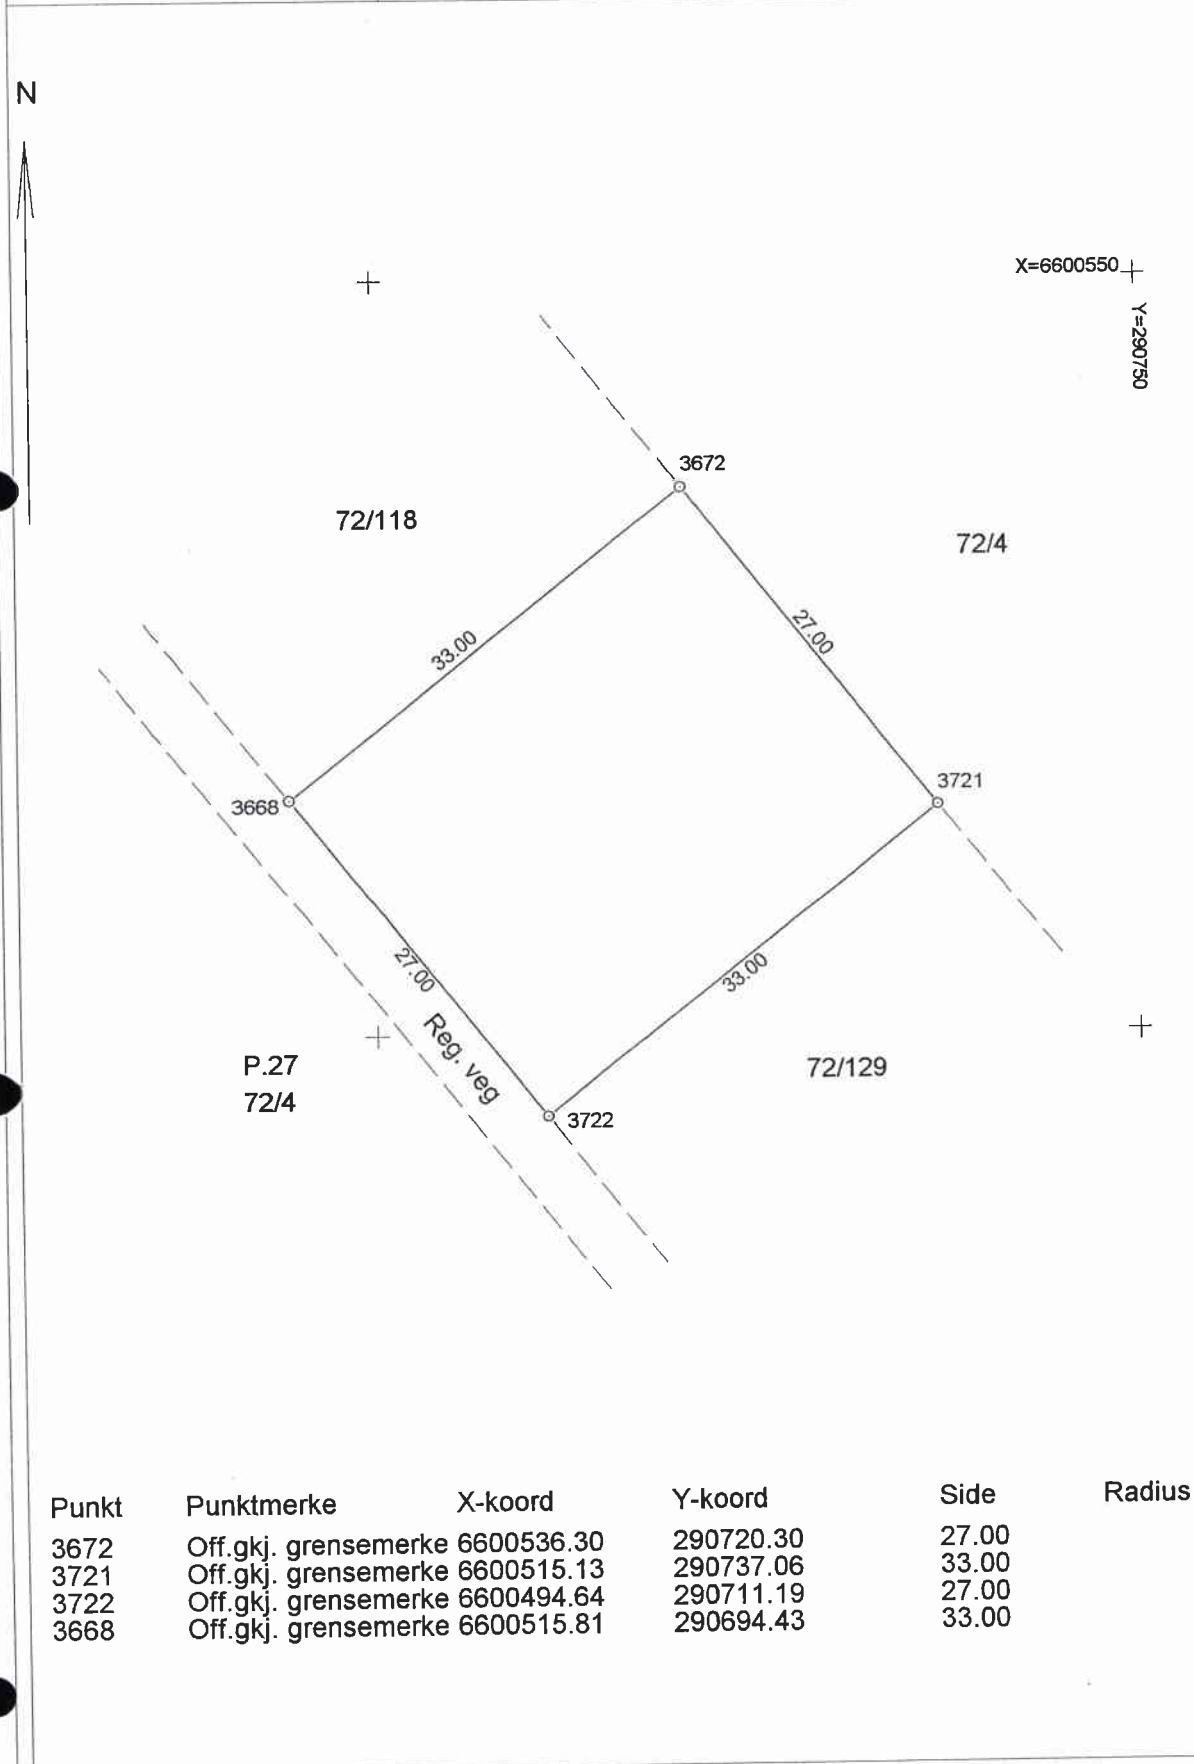 N
X=6600550
Y=290750
3672
72/118
72/4
27.00
33.00
3721
3668
27.00
33.00
Reg. veg
P.27
72/4
72/129
3722
Punkt Punktmerke X-koord Y-koord Side Radius
3672 Off.gkj. grensemerke 6600536.30 290720.30 27.00
3721 Off.gkj. grensemerke 6600515.13 290737.06 33.00
3722 Off.gkj. grensemerke 6600494.64 290711.19 27.00
3668 Off.gkj. grensemerke 6600515.81 290694.43 33.00